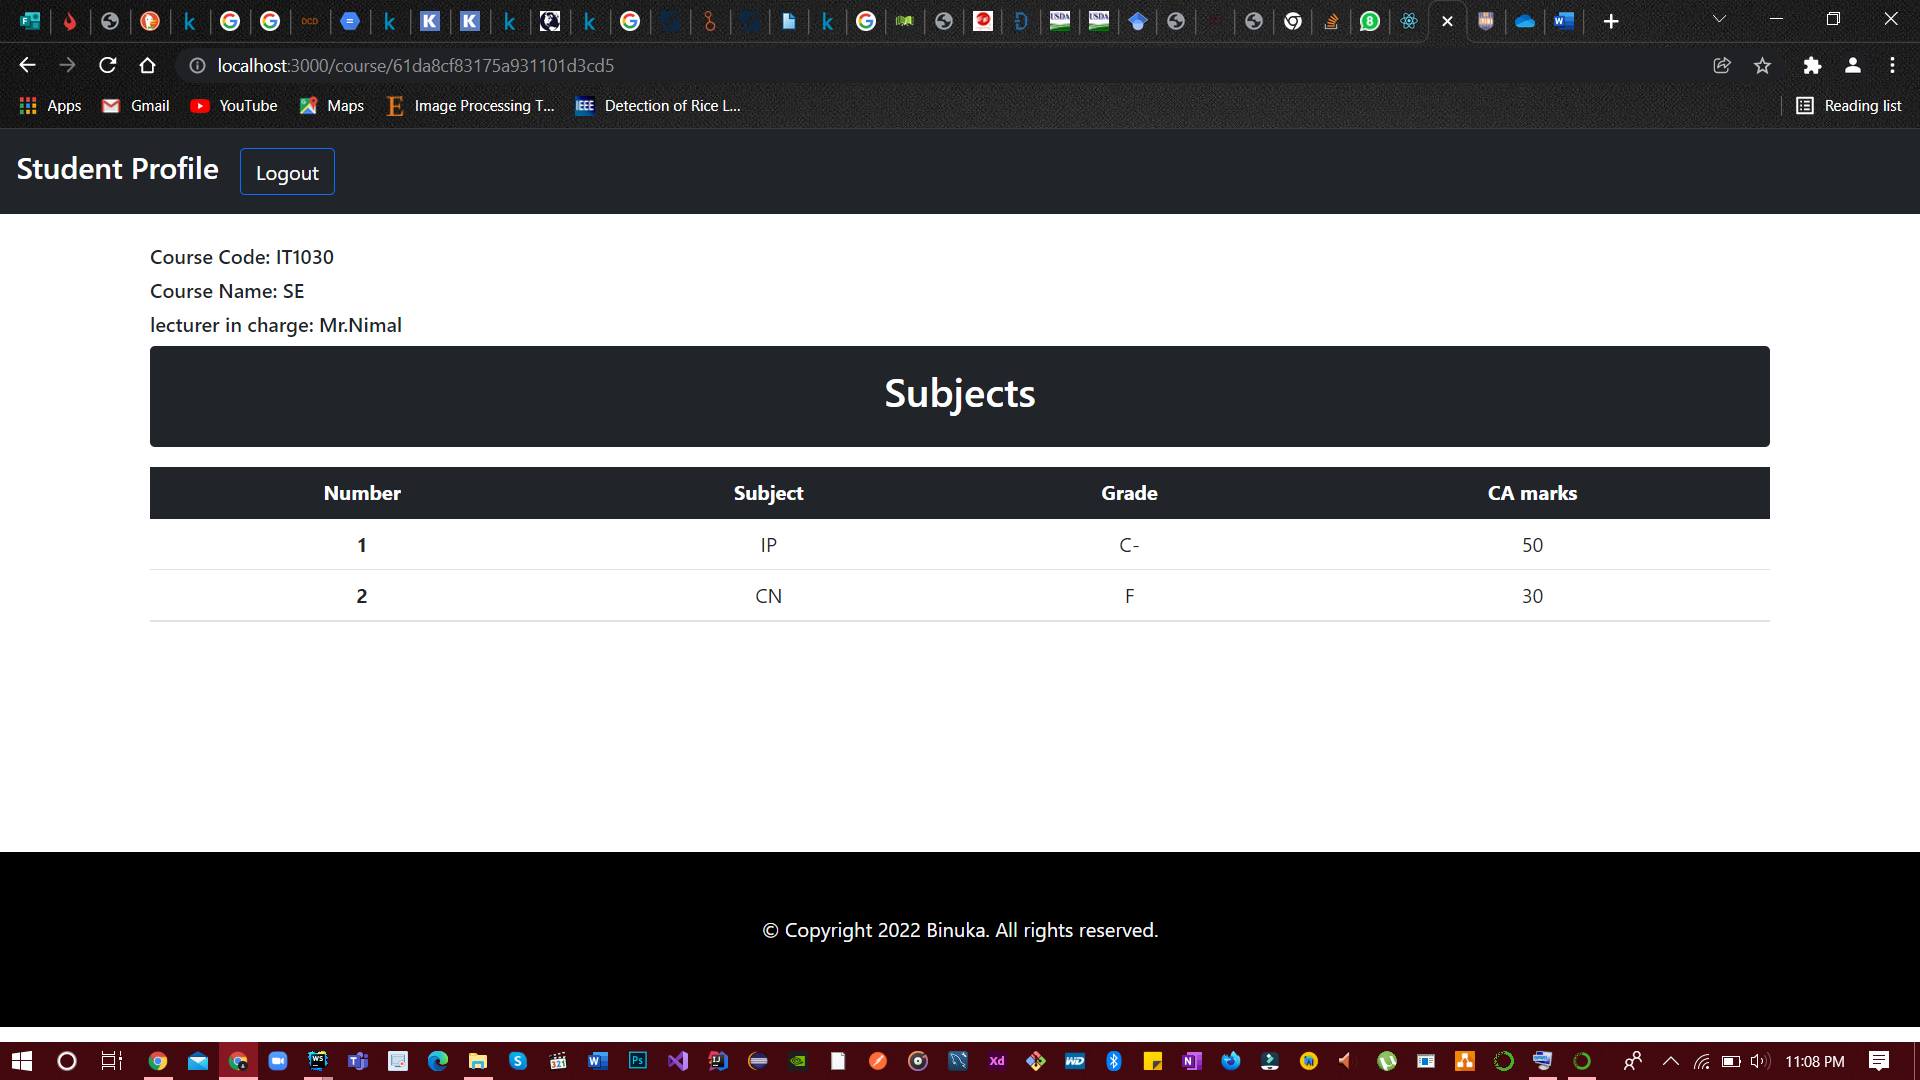 localhost:3000/course/61da8cf83175a931101d3cd5
Apps
Gmail
YouTube
Maps
Image Processing T...
Detection of Rice L...
Reading list
Student Profile
Logout
Course Code: IT1030
Course Name: SE
lecturer in charge: Mr.Nimal
Subjects
Number Subject Grade CA marks
1 IP C- 50
2 CN F 30
© Copyright 2022 Binuka. All rights reserved.
11:08 PM